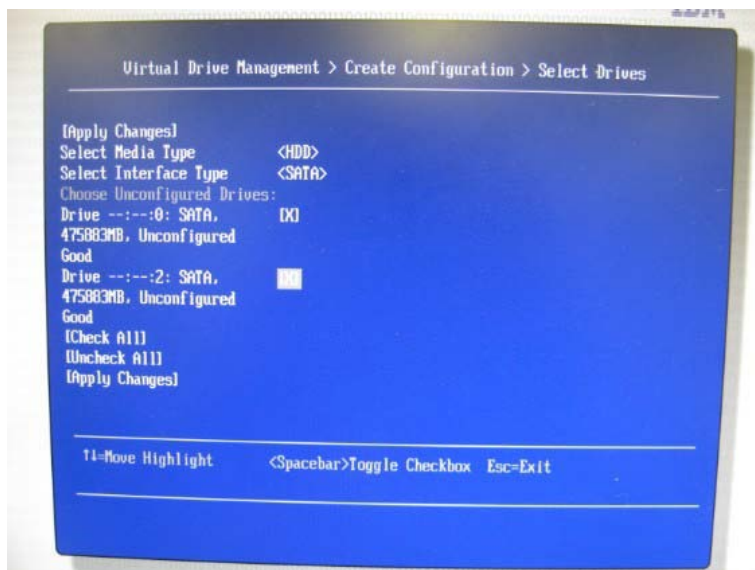 IBM
Virtual Drive Management > Create Configuration > Select Drives
[Apply Changes]
Select Media Type <HDD>
Select Interface Type <SATA>
Choose Unconfigured Drives:
Drive --:--:0: SATA, [X]
475883MB, Unconfigured
Good
Drive --:--:2: SATA, [X]
475883MB, Unconfigured
Good
[Check All]
[Uncheck All]
[Apply Changes]
↑↓=Move Highlight <Spacebar>Toggle Checkbox Esc=Exit